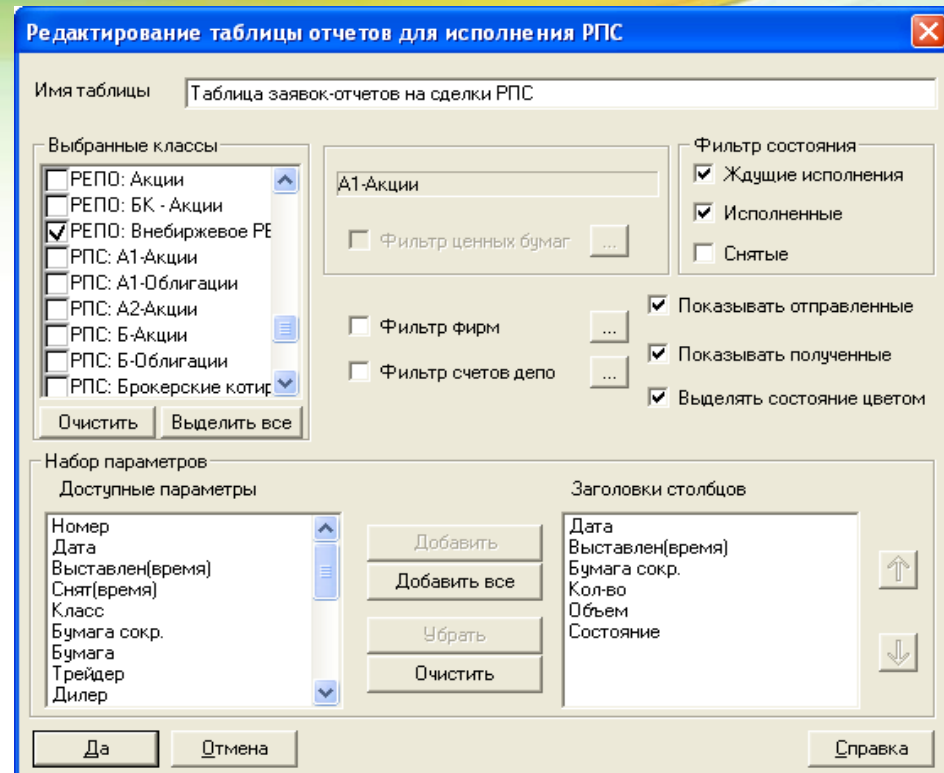 Редактирование таблицы отчетов для исполнения РПС
Имя таблицы
Таблица заявок-отчетов на сделки РПС
Выбранные классы
РЕПО: Акции
РЕПО: БК - Акции
РЕПО: Внебиржевое РЕ
РПС: А1-Акции
РПС: А1-Облигации
РПС: А2-Акции
РПС: Б-Акции
РПС: Б-Облигации
РПС: Брокерские котир
Очистить
Выделить все
А1-Акции
Фильтр ценных бумаг
...
Фильтр фирм
...
Фильтр счетов депо
...
Фильтр состояния
Ждущие исполнения
Исполненные
Снятые
Показывать отправленные
Показывать полученные
Выделять состояние цветом
Набор параметров
Доступные параметры
Номер
Дата
Выставлен(время)
Снят(время)
Класс
Бумага сокр.
Бумага
Трейдер
Дилер
Добавить
Добавить все
Убрать
Очистить
Заголовки столбцов
Дата
Выставлен(время)
Бумага сокр.
Кол-во
Объем
Состояние
Да
Отмена
Справка